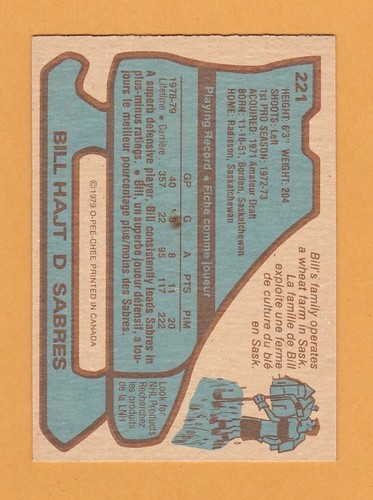 221
HEIGHT: 6'3" WEIGHT: 204
SHOOTS: Left
1st PRO SEASON: 1972-73
ACQUIRED: 1971 Amateur Draft
BORN: 11-18-51 Borden, Saskatchewan
HOME: Radisson, Saskatchewan
Playing Record • Fiche comme joueur
GP G A PTS PIM
1978-79 40 3 8 11 20
Lifetime • Carrière 357 22 95 117 222
A superb defensive player, Bill consistently leads Sabres in
plus-minus ratings. • Bill, un superbe joueur défensif, a tou-
jours le meilleur pourcentage plus/moins des Sabres.
Bill's family operates
a wheat farm in Sask.
La famille de Bill
exploite une ferme
de culture du blé
en Sask.
Look for
NHL Products
Recherchez
les produits
de la LNH
©1979 O-PEE-CHEE PRINTED IN CANADA
BILL HAJT D SABRES